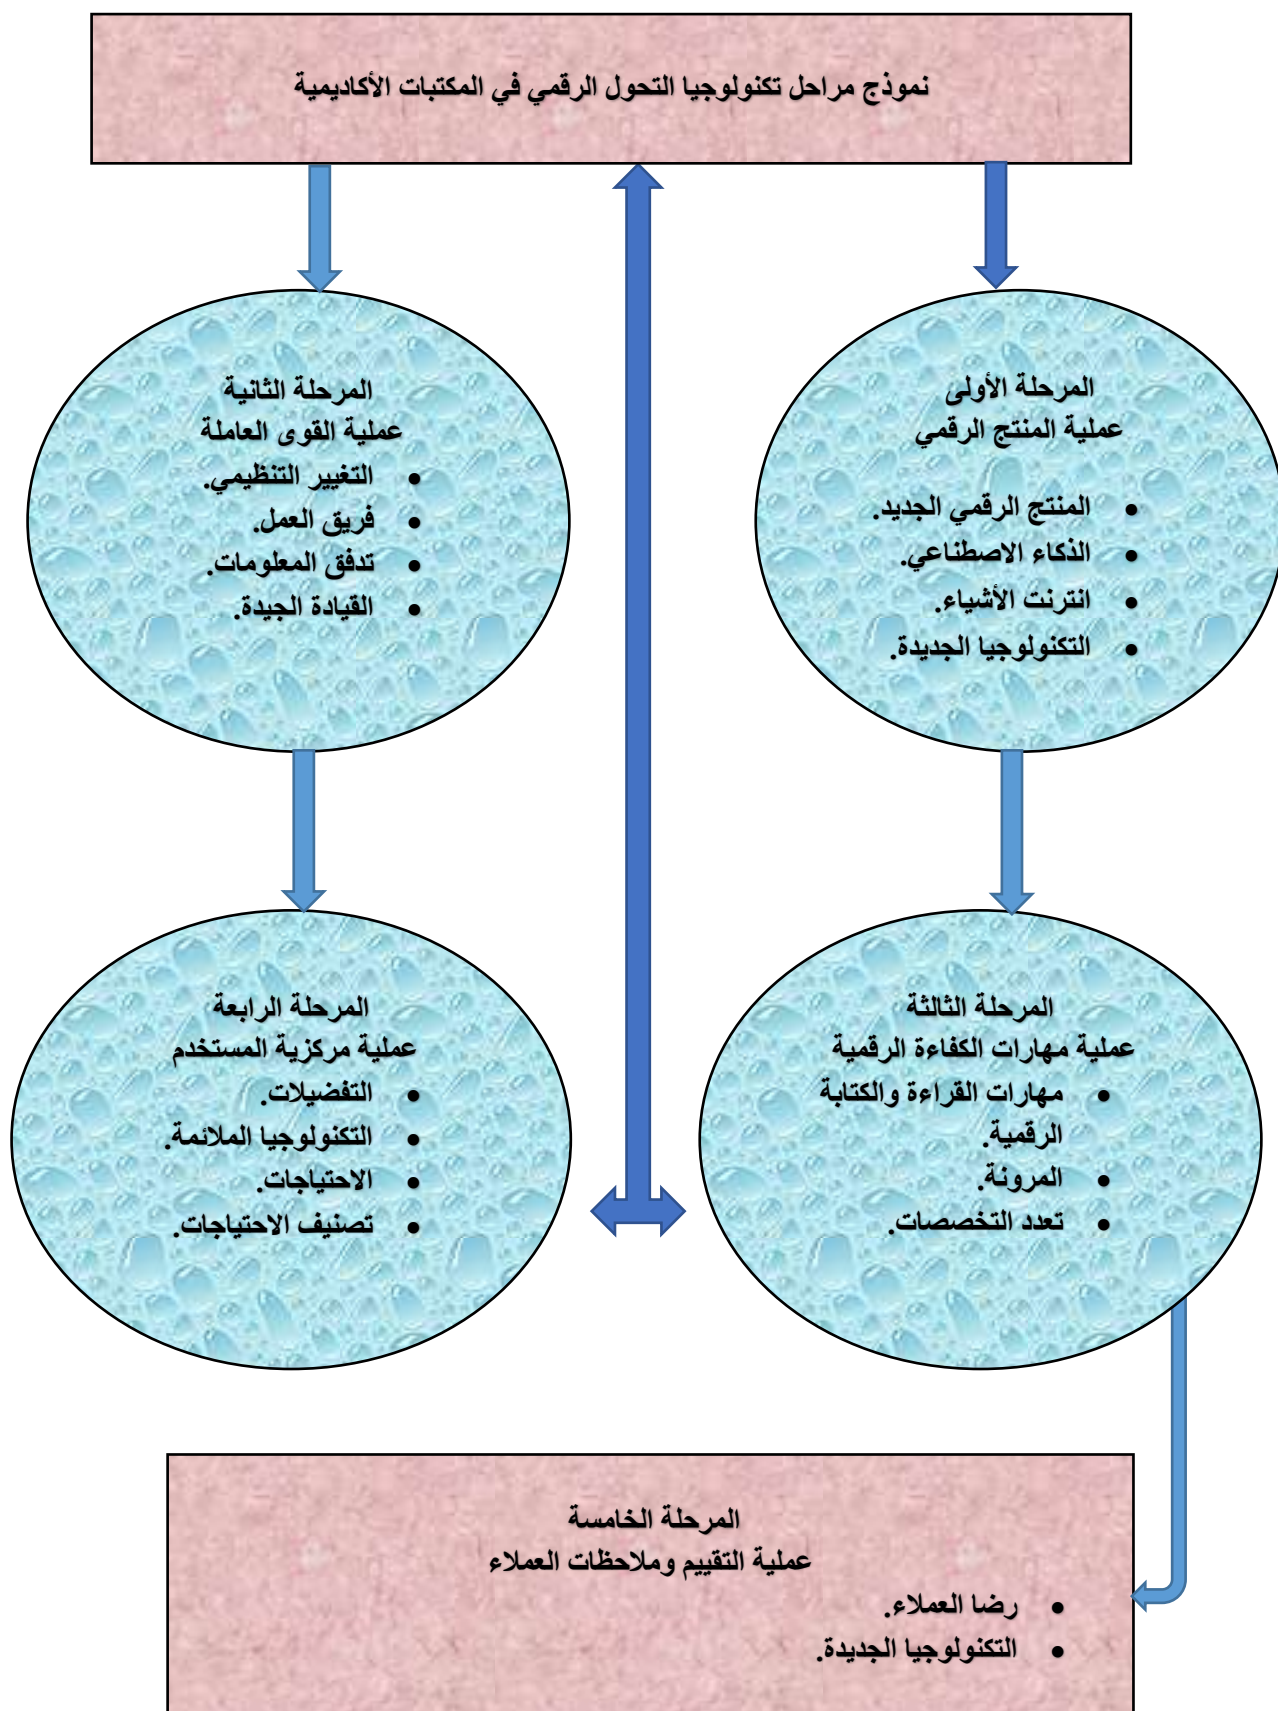 نموذج مراحل تكنولوجيا التحول الرقمي في المكتبات الأكاديمية
المرحلة الأولى
عملية المنتج الرقمي
• المنتج الرقمي الجديد.
• الذكاء الاصطناعي.
• انترنت الأشياء.
• التكنولوجيا الجديدة.
المرحلة الثانية
عملية القوى العاملة
• التغيير التنظيمي.
• فريق العمل.
• تدفق المعلومات.
• القيادة الجيدة.
المرحلة الثالثة
عملية مهارات الكفاءة الرقمية
• مهارات القراءة والكتابة
الرقمية.
• المرونة.
• تعدد التخصصات.
المرحلة الرابعة
عملية مركزية المستخدم
• التفضيلات.
• التكنولوجيا الملائمة.
• الاحتياجات.
• تصنيف الاحتياجات.
المرحلة الخامسة
عملية التقييم وملاحظات العملاء
• رضا العملاء.
• التكنولوجيا الجديدة.